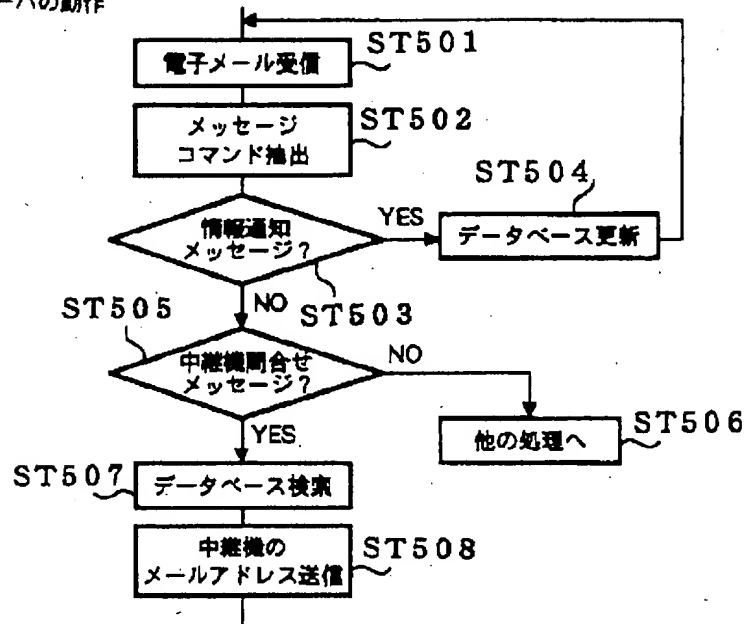 バの動作
ST501
電子メール受信
ST502
メッセージ
コマンド抽出
ST504
情報通知
メッセージ?
YES
データベース更新
NO
ST503
ST505
中継機問合せ
メッセージ?
NO
YES
他の処理へ
ST506
ST507
データベース検索
中継機の
メールアドレス送信
ST508